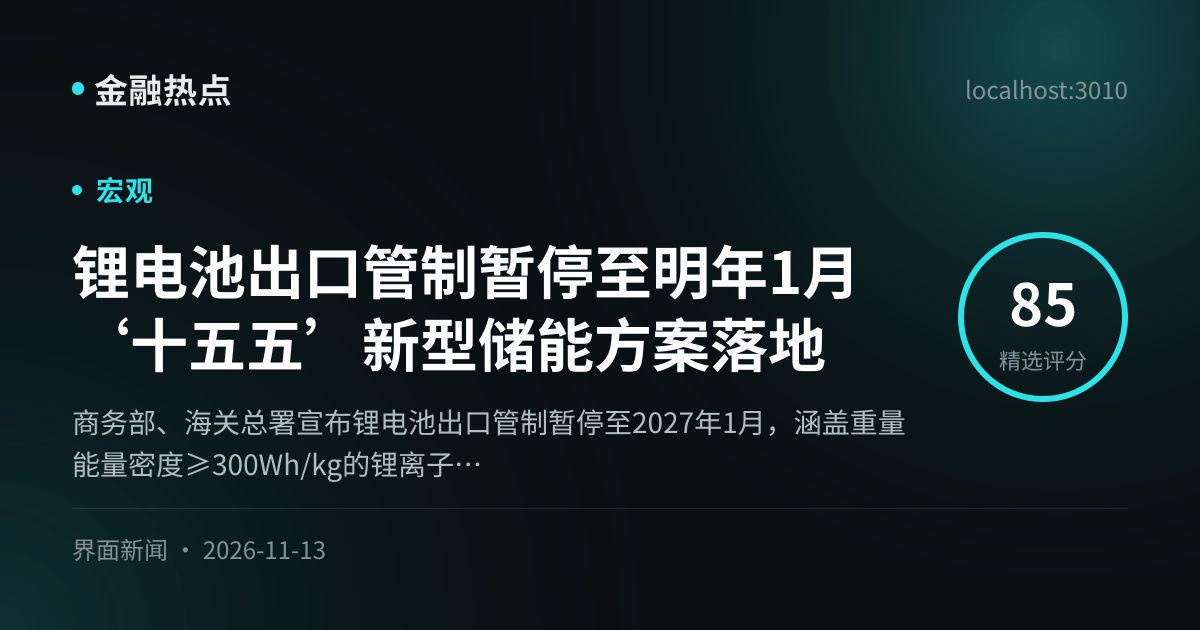 金融热点
localhost:3010
宏观
锂电池出口管制暂停至明年1月
‘十五五’ 新型储能方案落地
85
精选评分
商务部、海关总署宣布锂电池出口管制暂停至2027年1月，涵盖重量
能量密度≥300Wh/kg的锂离子…
界面新闻 · 2026-11-13